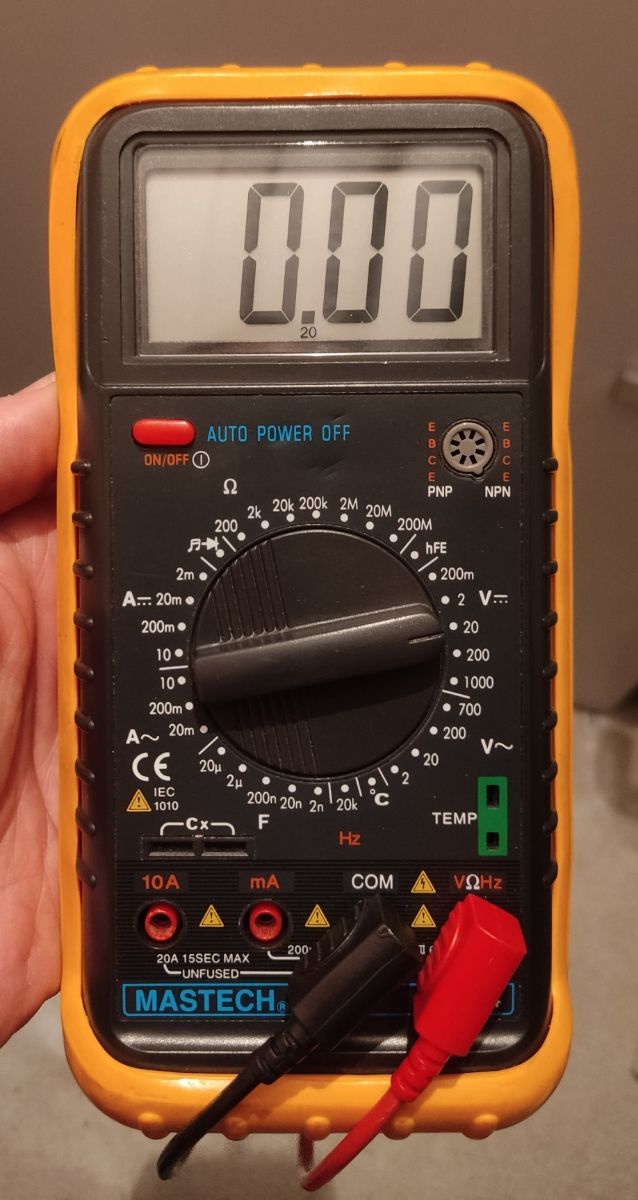 0.00
20
AUTO POWER OFF
ON/OFF
E E
B B
C C
E E
PNP NPN
Ω
200 2k 20k 200k 2M 20M 200M
hFE
2m
A⎓ 20m
200m
10
200m
2 V⎓
20
200
1000
10
200m
A~ 20m
700
200
V~
20
2
°C
20k
Hz
20μ
2μ
200n 20n 2n
F
CE
IEC
1010
Cx
TEMP
10A mA COM VΩHz
20A 15SEC MAX
UNFUSED
MASTECH®